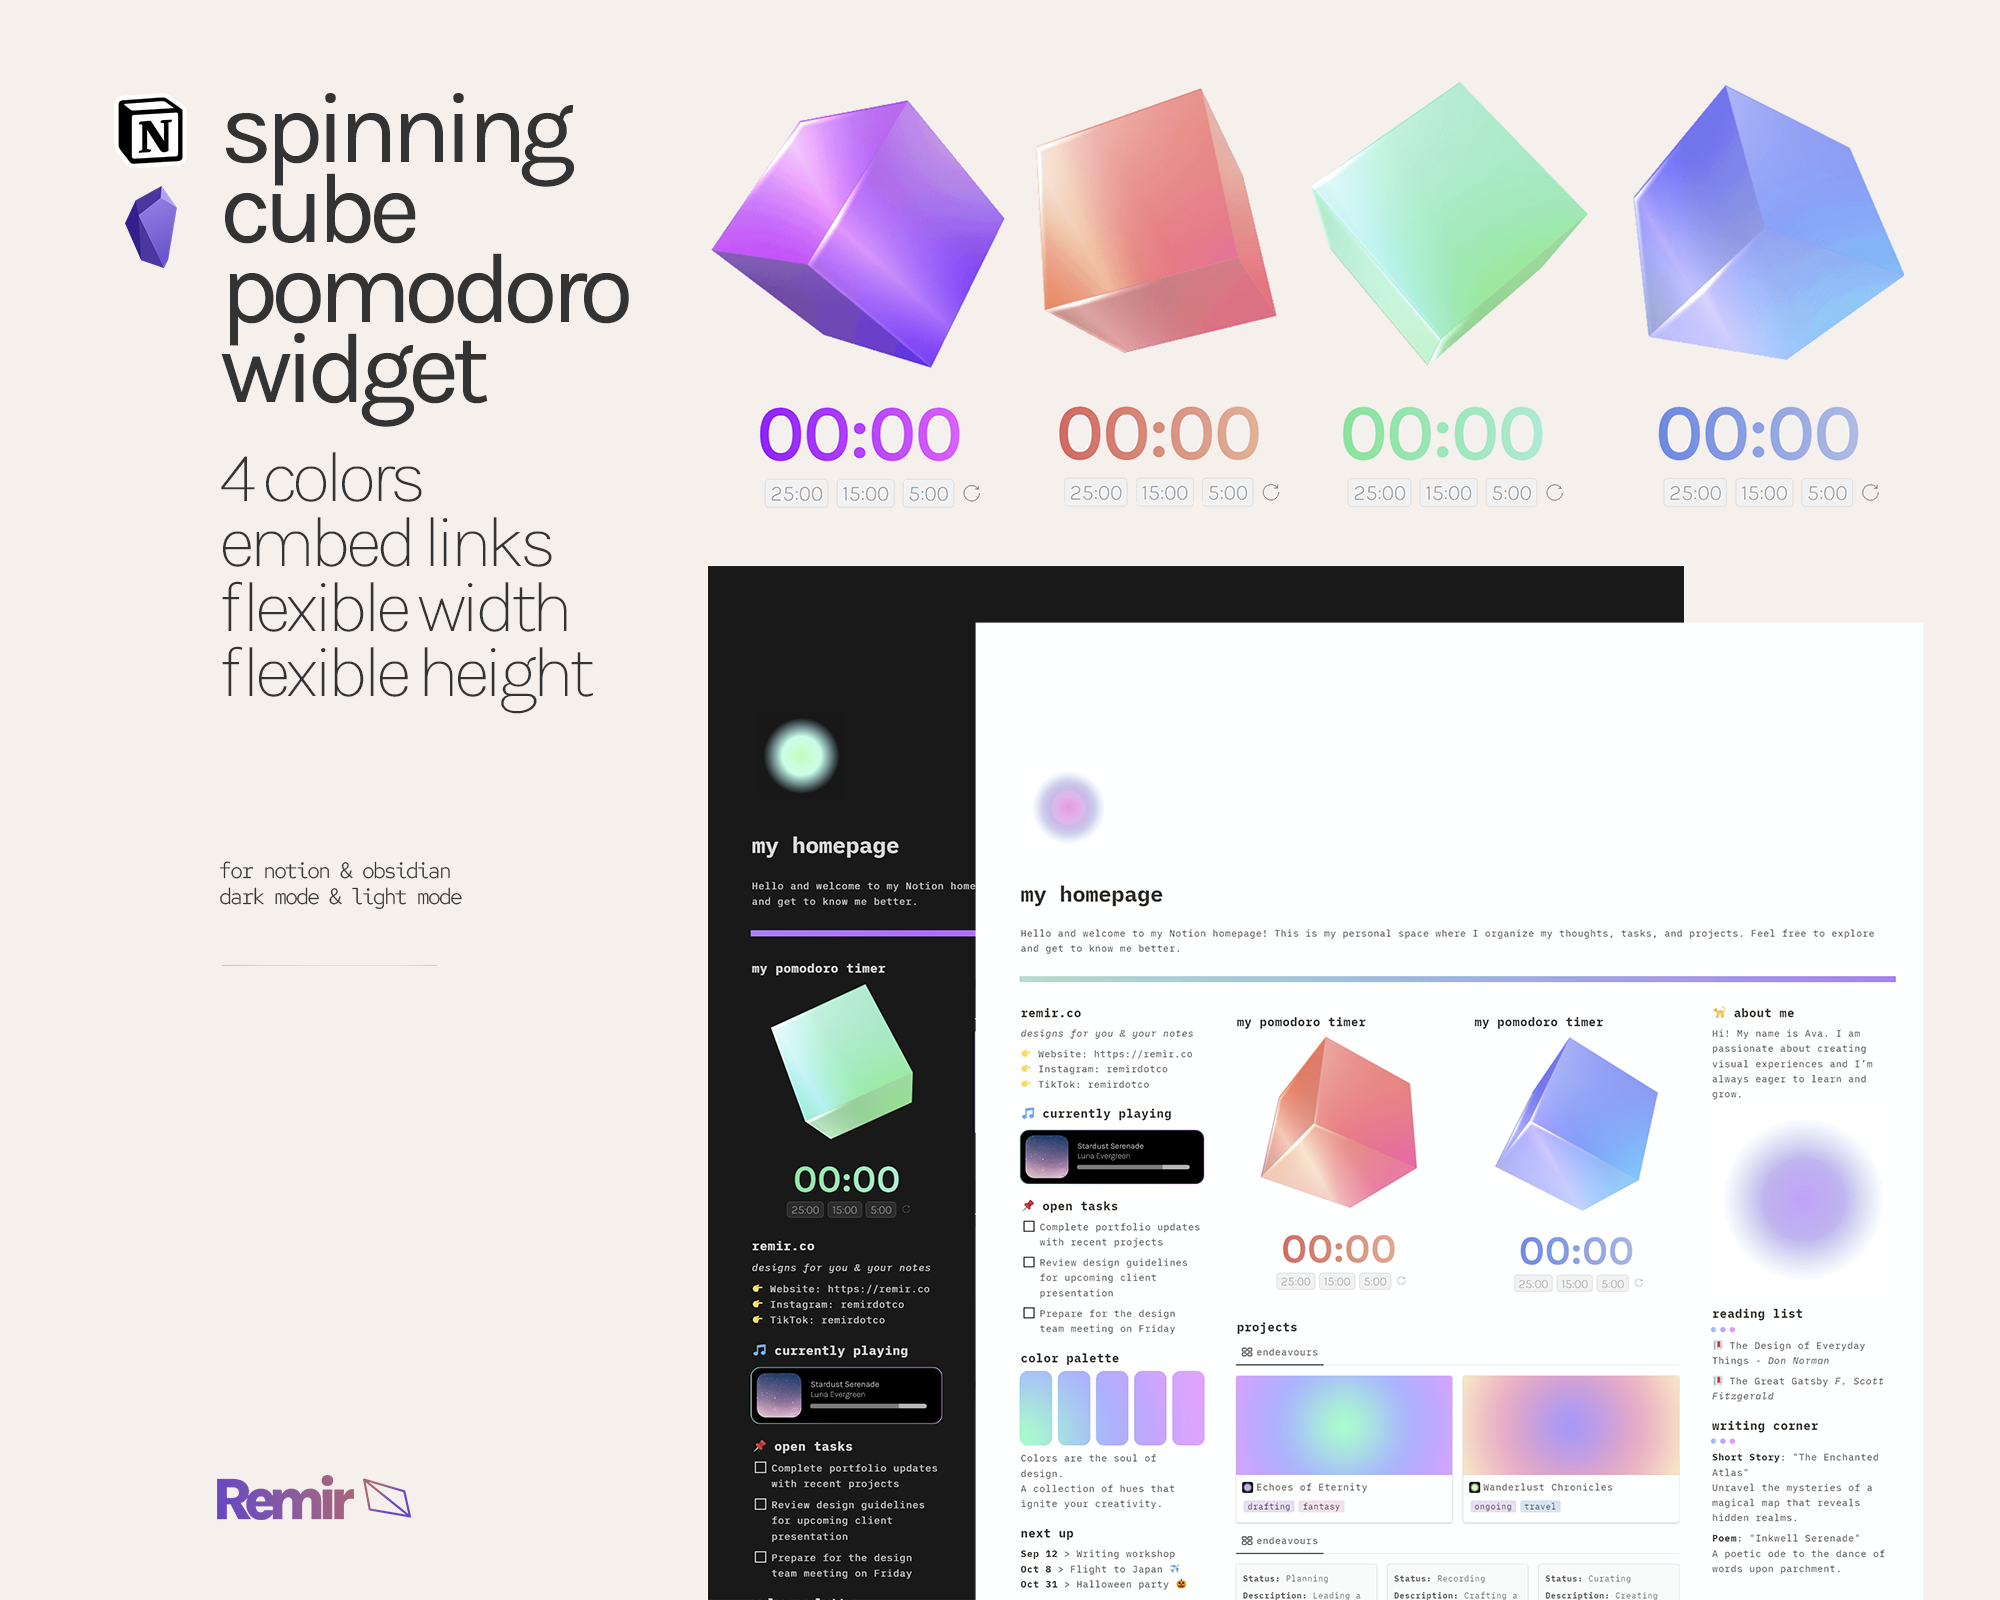 N
spinning
cube
pomodoro
widget
4 colors
embed links
flexible width
flexible height
for notion & obsidian
dark mode & light mode
Remir
00:00
25:00 15:00 5:00
00:00
25:00 15:00 5:00
00:00
25:00 15:00 5:00
00:00
25:00 15:00 5:00
my homepage
Hello and welcome to my Notion home
and get to know me better.
my pomodoro timer
00:00
25:00 15:00 5:00
remir.co
designs for you & your notes
Website: https://remir.co
Instagram: remirdotco
TikTok: remirdotco
currently playing
Stardust Serenade
Luna Evergreen
open tasks
Complete portfolio updates
with recent projects
Review design guidelines
for upcoming client
presentation
Prepare for the design
team meeting on Friday
my homepage
Hello and welcome to my Notion homepage! This is my personal space where I organize my thoughts, tasks, and projects. Feel free to explore
and get to know me better.
remir.co
designs for you & your notes
Website: https://remir.co
Instagram: remirdotco
TikTok: remirdotco
currently playing
Stardust Serenade
Luna Evergreen
open tasks
Complete portfolio updates
with recent projects
Review design guidelines
for upcoming client
presentation
Prepare for the design
team meeting on Friday
color palette
Colors are the soul of
design.
A collection of hues that
ignite your creativity.
next up
Sep 12 > Writing workshop
Oct 8 > Flight to Japan
Oct 31 > Halloween party
my pomodoro timer
00:00
25:00 15:00 5:00
my pomodoro timer
00:00
25:00 15:00 5:00
projects
endeavours
Echoes of Eternity
drafting fantasy
Wanderlust Chronicles
ongoing travel
endeavours
Status: Planning
Description: Leading a
Status: Recording
Description: Crafting a
Status: Curating
Description: Creating
about me
Hi! My name is Ava. I am
passionate about creating
visual experiences and I'm
always eager to learn and
grow.
reading list
The Design of Everyday
Things - Don Norman
The Great Gatsby F. Scott
Fitzgerald
writing corner
Short Story: "The Enchanted
Atlas"
Unravel the mysteries of a
magical map that reveals
hidden realms.
Poem: "Inkwell Serenade"
A poetic ode to the dance of
words upon parchment.